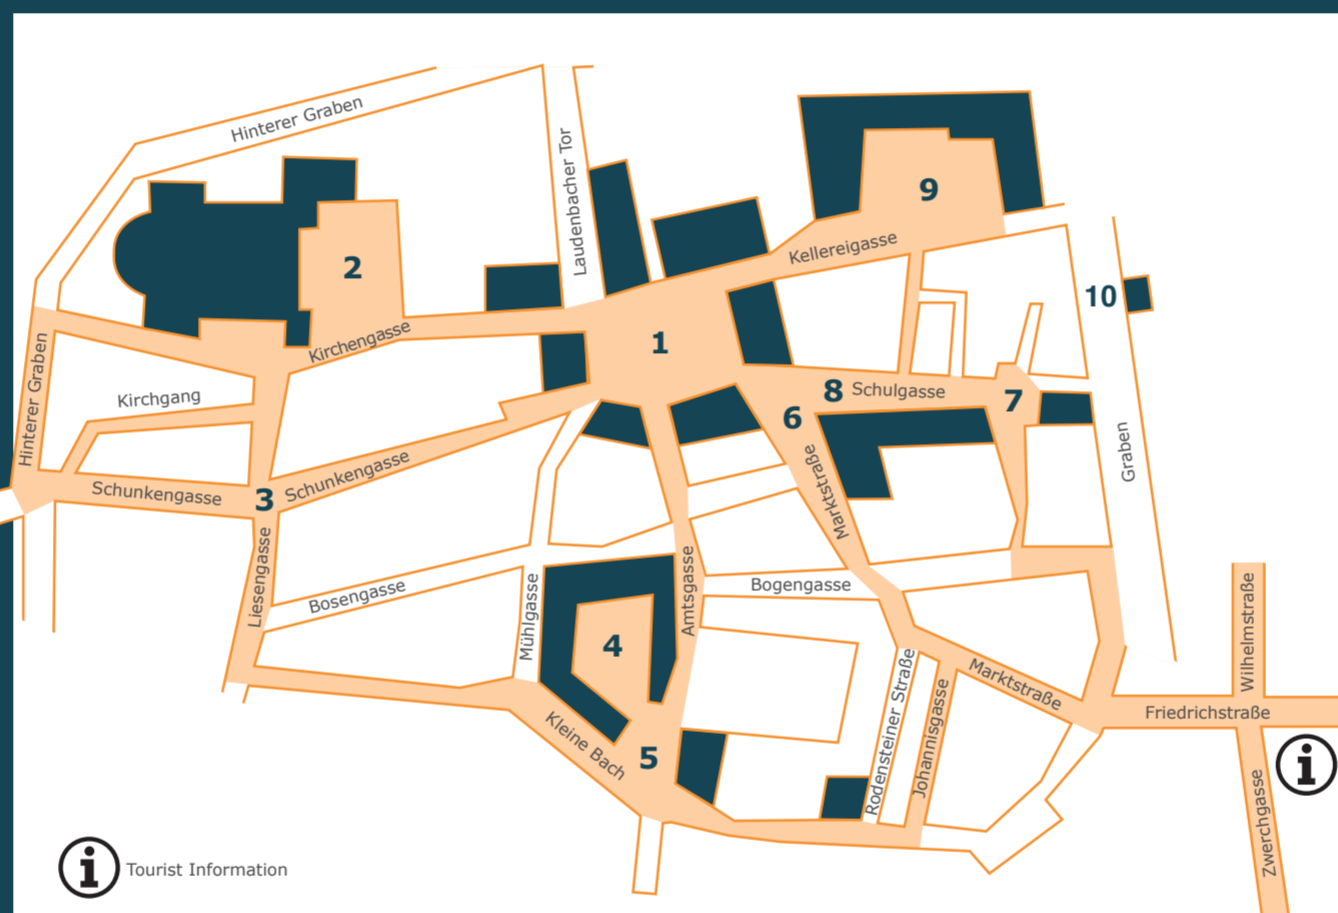 Hinterer Graben
Laudenbacher Tor
9
2
Kellereigasse
10
Kirchengasse
1
Hinterer Graben
Kirchgang
8
Schulgasse
7
6
Graben
Schunkengasse
3
Schunkengasse
Marktstraße
Liesengasse
Bosengasse
Mühlgasse
Amtsgasse
Bogengasse
4
Wilhelmstraße
Rodensteiner Straße
Johannisgasse
Marktstraße
Friedrichstraße
Kleine Bach
5
i
Zwerchgasse
i
Tourist Information